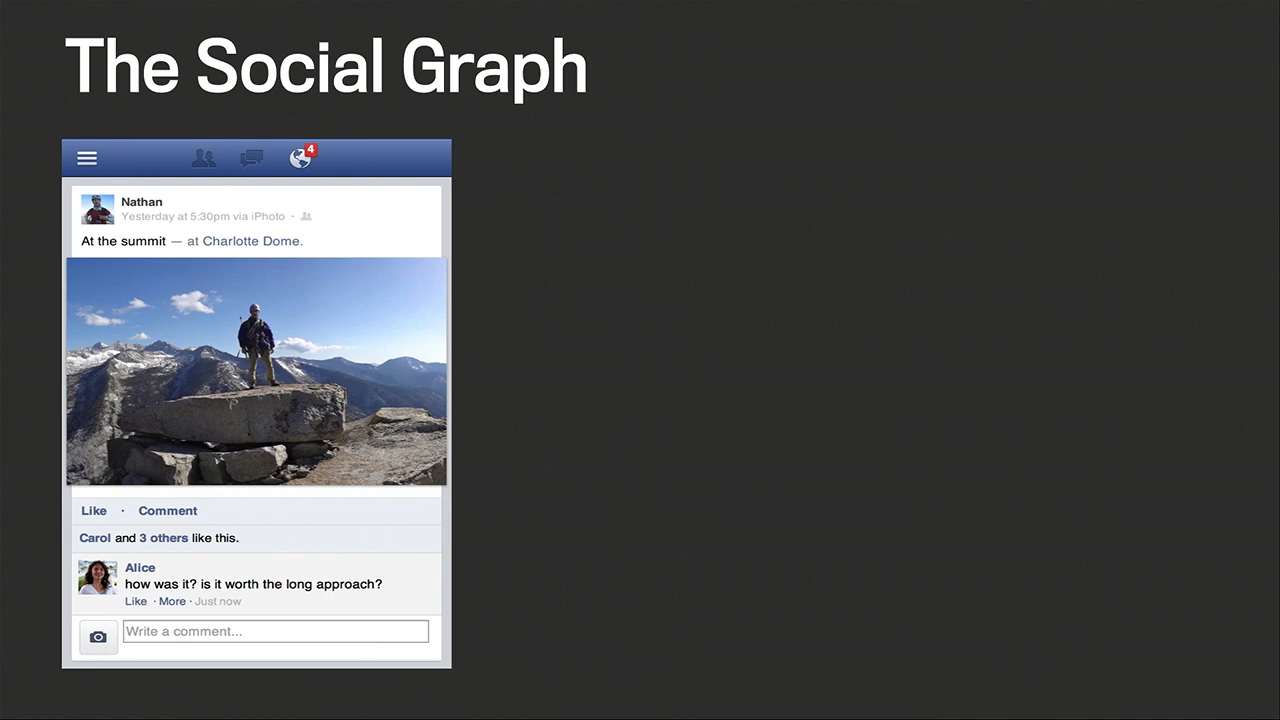 The Social Graph
4
Nathan
Yesterday at 5:30pm via iPhoto ·
At the summit — at Charlotte Dome.
Like · Comment
Carol and 3 others like this.
Alice
how was it? is it worth the long approach?
Like · More · Just now
Write a comment...